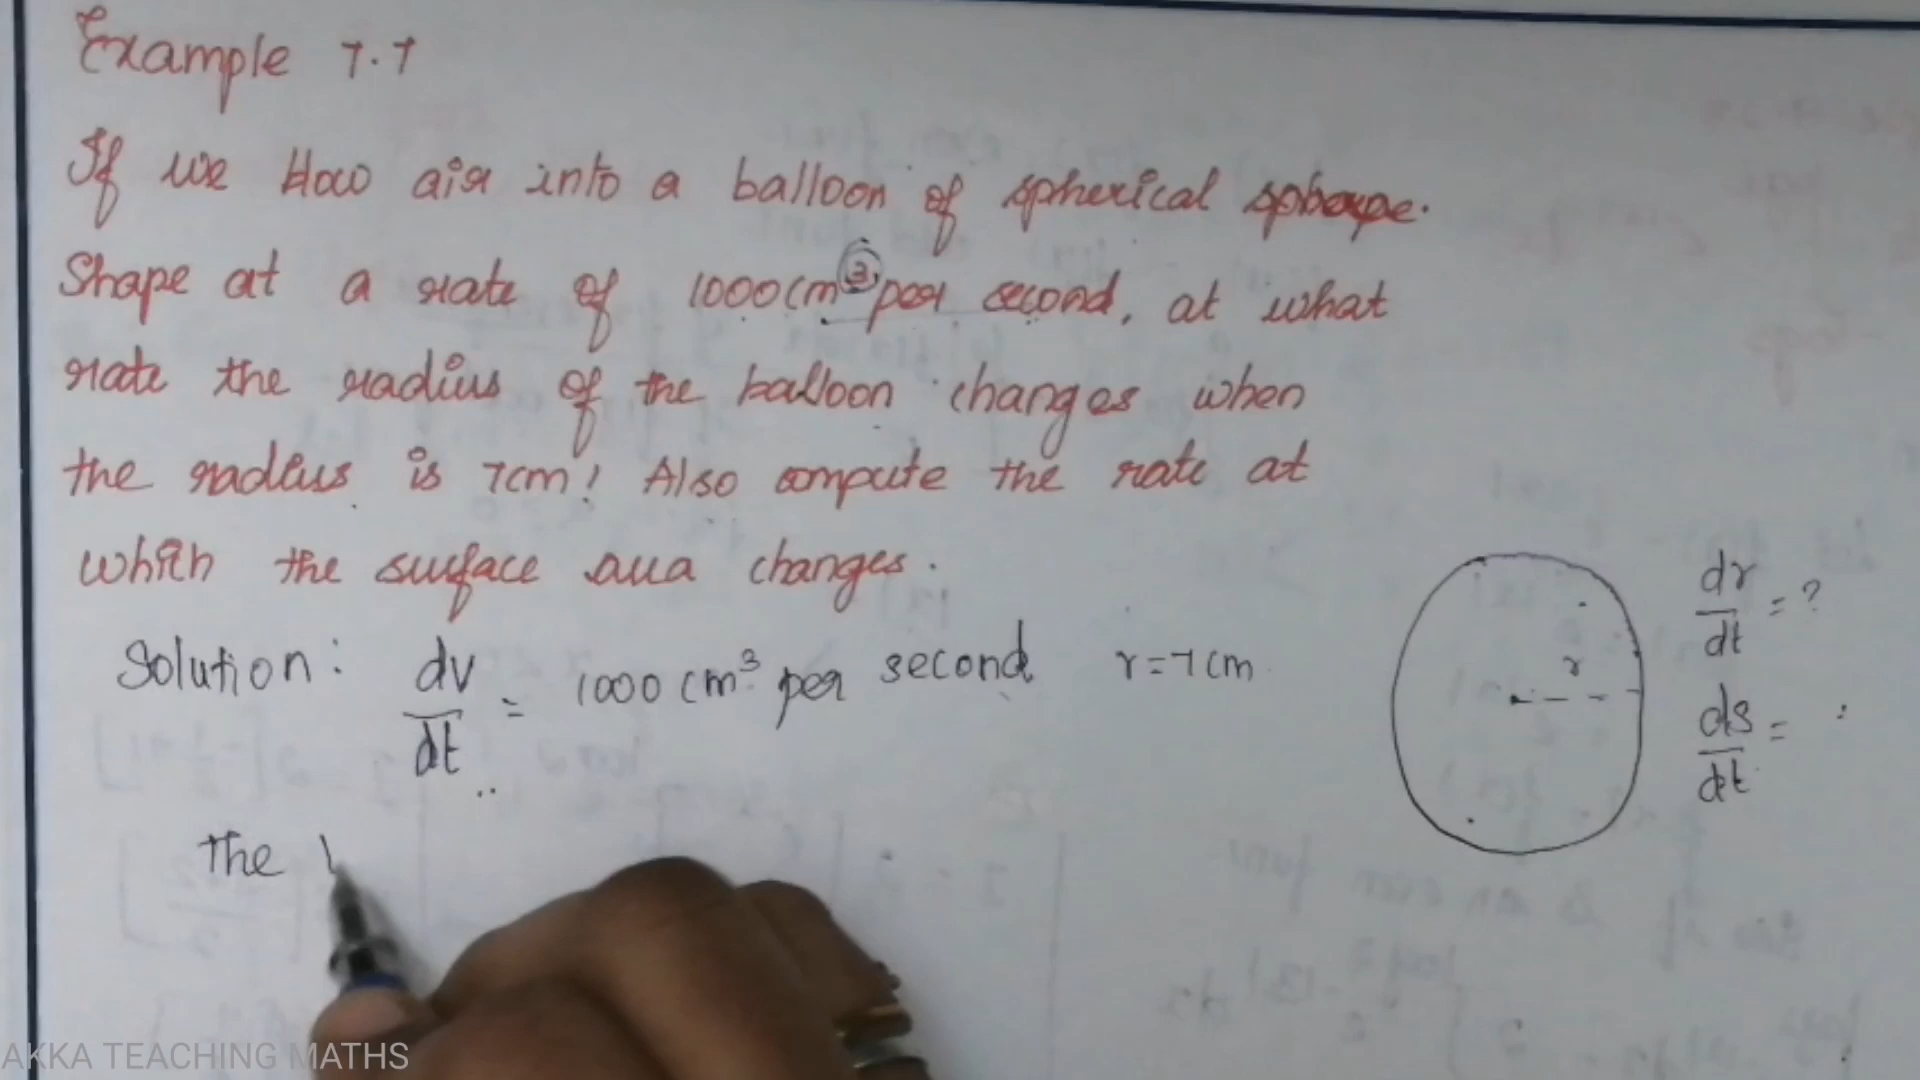 Example 7.7
If we blow air into a balloon of spherical
Shape at a rate of 1000cm³ per second, at what
rate the radius of the balloon changes when
the radius is 7cm? Also compute the rate at
which the surface area changes.
Solution: dv/dt = 1000 cm³ per second r=7cm
dr/dt = ?
r
ds/dt =
The
AKKA TEACHING MATHS